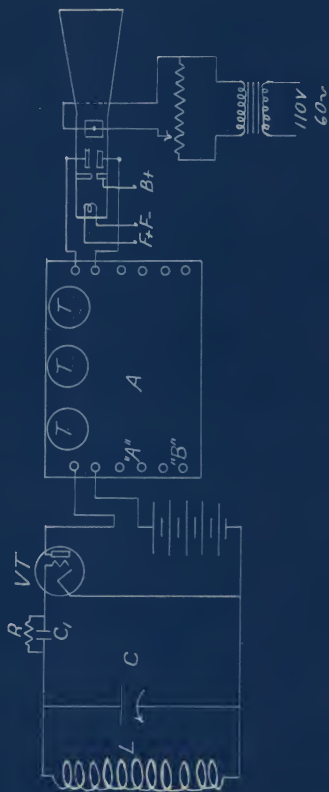 110V
60~
B+
F+ F-
T
T
T
A
"A"
"B"
VT
R
C1
C
L